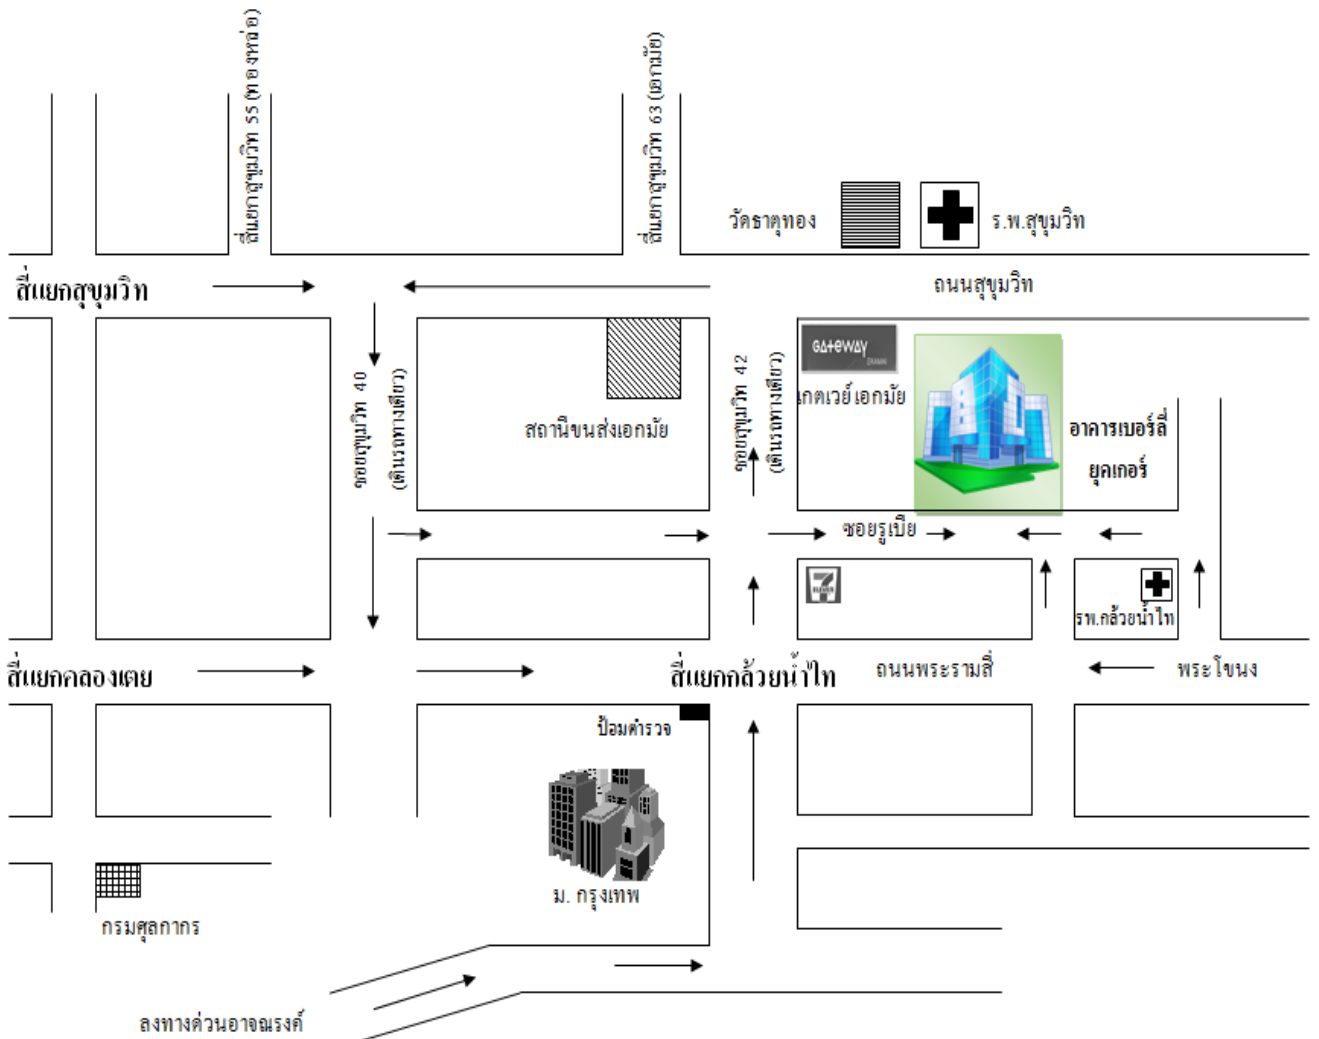 สี่แยกสุขุมวิท 55 (ทองหล่อ)
สี่แยกสุขุมวิท 63 (เอกมัย)
วัดธาตุทอง
ร.พ.สุขุมวิท
สี่แยกสุขุมวิท
ถนนสุขุมวิท
GATEWAY
EKAMAI
เกตเวย์ เอกมัย
ซอยสุขุมวิท 40
(เดินรถทางเดียว)
สถานีขนส่งเอกมัย
ซอยสุขุมวิท 42
(เดินรถทางเดียว)
อาคารเบอร์ลี่
ยุคเกอร์
ซอยรูเบีย
7
ELEVEN
รพ.กล้วยน้ำไท
สี่แยกคลองเตย
สี่แยกกล้วยน้ำไท
ถนนพระรามสี่
พระโขนง
ป้อมตำรวจ
ม. กรุงเทพ
กรมศุลกากร
ลงทางด่วนอาจณรงค์